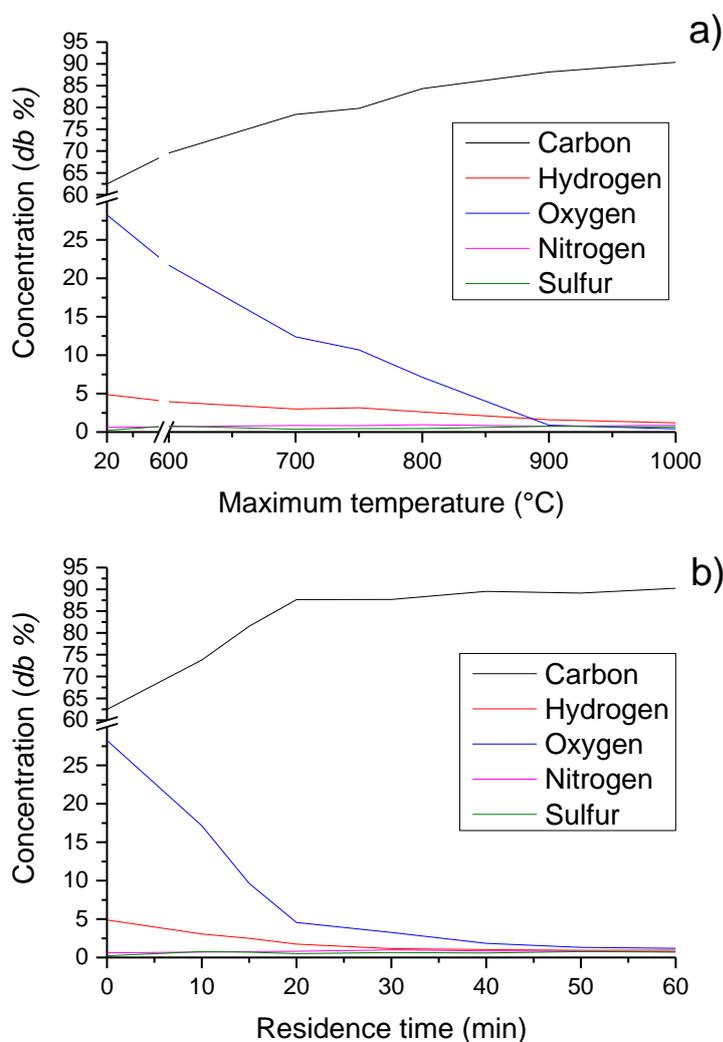 a)
95
90
85
80
75
70
65
60
25
20
15
10
5
0
Concentration (db %)
Carbon
Hydrogen
Oxygen
Nitrogen
Sulfur
20 600 700 800 900 1000
Maximum temperature (°C)
b)
95
90
85
80
75
70
65
60
25
20
15
10
5
0
Concentration (db %)
Carbon
Hydrogen
Oxygen
Nitrogen
Sulfur
0 10 20 30 40 50 60
Residence time (min)